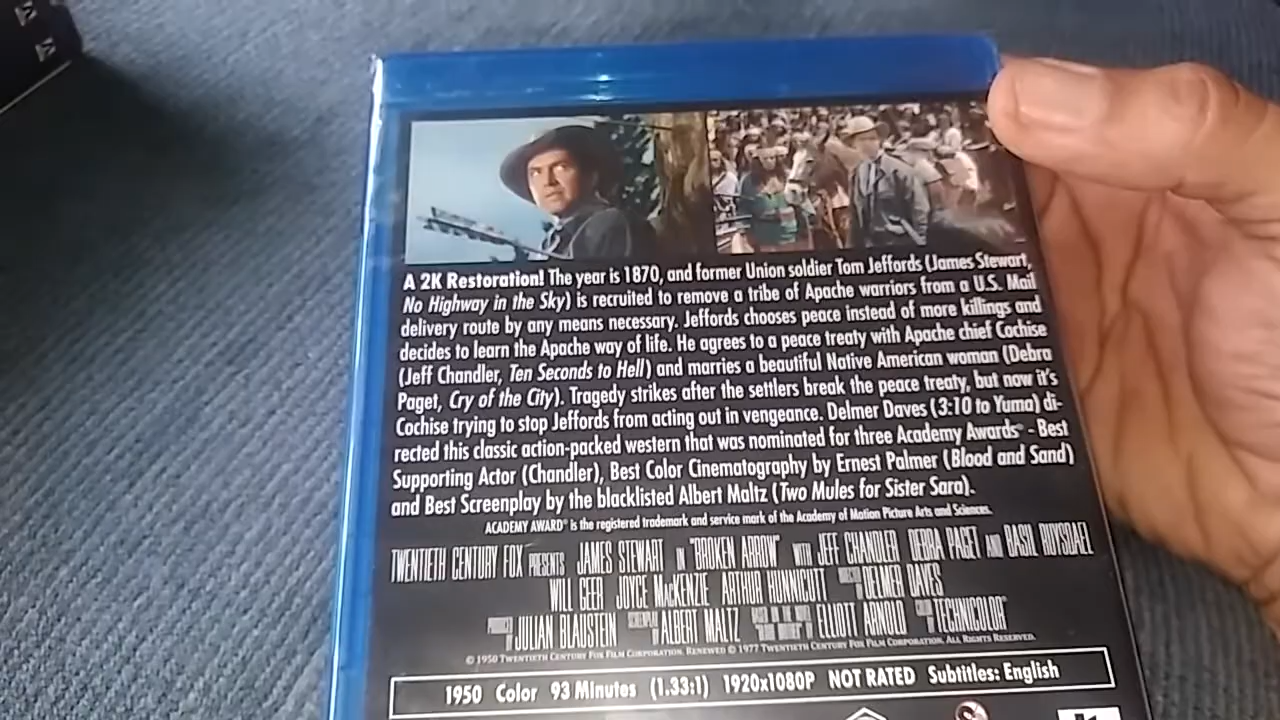 A 2K Restoration! The year is 1870, and former Union soldier Tom Jeffords (James Stewart,
No Highway in the Sky) is recruited to remove a tribe of Apache warriors from a U.S. Mail
delivery route by any means necessary. Jeffords chooses peace instead of more killings and
decides to learn the Apache way of life. He agrees to a peace treaty with Apache chief Cochise
(Jeff Chandler, Ten Seconds to Hell) and marries a beautiful Native American woman (Debra
Paget, Cry of the City). Tragedy strikes after the settlers break the peace treaty, but now it's
Cochise trying to stop Jeffords from acting out in vengeance. Delmer Daves (3:10 to Yuma) di-
rected this classic action-packed western that was nominated for three Academy Awards® - Best
Supporting Actor (Chandler), Best Color Cinematography by Ernest Palmer (Blood and Sand)
and Best Screenplay by the blacklisted Albert Maltz (Two Mules for Sister Sara).
ACADEMY AWARD® is the registered trademark and service mark of the Academy of Motion Picture Arts and Sciences.
TWENTIETH CENTURY FOX PRESENTS JAMES STEWART IN "BROKEN ARROW" WITH JEFF CHANDLER DEBRA PAGET AND BASIL RUYSDAEL
WILL GEER JOYCE MacKENZIE ARTHUR HUNNICUTT DELMER DAVES
JULIAN BLAUSTEIN ALBERT MALTZ ELLIOTT ARNOLD TECHNICOLOR®
© 1950 TWENTIETH CENTURY FOX FILM CORPORATION. RENEWED © 1977 TWENTIETH CENTURY FOX FILM CORPORATION. ALL RIGHTS RESERVED.
1950 Color 93 Minutes (1.33:1) 1920x1080P NOT RATED Subtitles: English